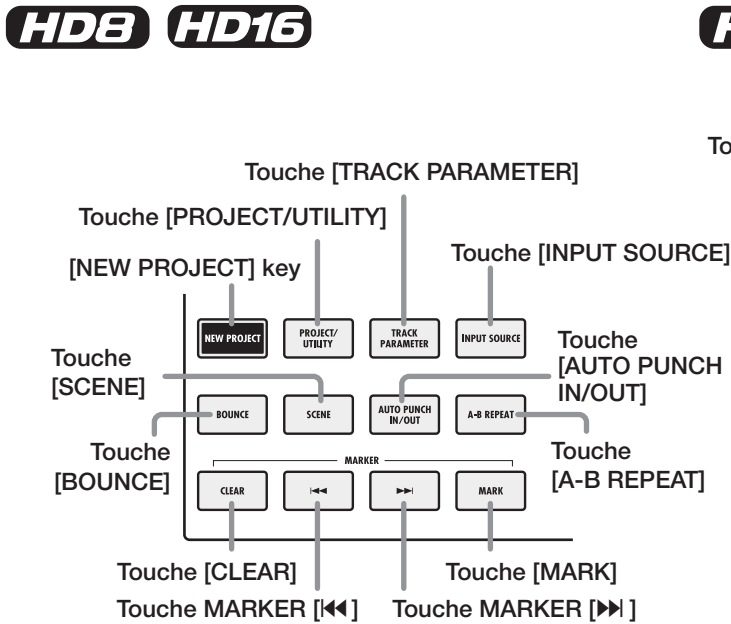 HD8 HD16
H
To
Touche [TRACK PARAMETER]
Touche [PROJECT/UTILITY]
[NEW PROJECT] key
Touche [INPUT SOURCE]
NEW PROJECT
PROJECT/
UTILITY
TRACK
PARAMETER
INPUT SOURCE
Touche
[SCENE]
Touche
[AUTO PUNCH
IN/OUT]
BOUNCE
SCENE
AUTO PUNCH
IN/OUT
A-B REPEAT
Touche
[BOUNCE]
Touche
[A-B REPEAT]
MARKER
CLEAR
⏮
⏭
MARK
Touche [CLEAR]
Touche [MARK]
Touche MARKER [⏮]
Touche MARKER [⏭]